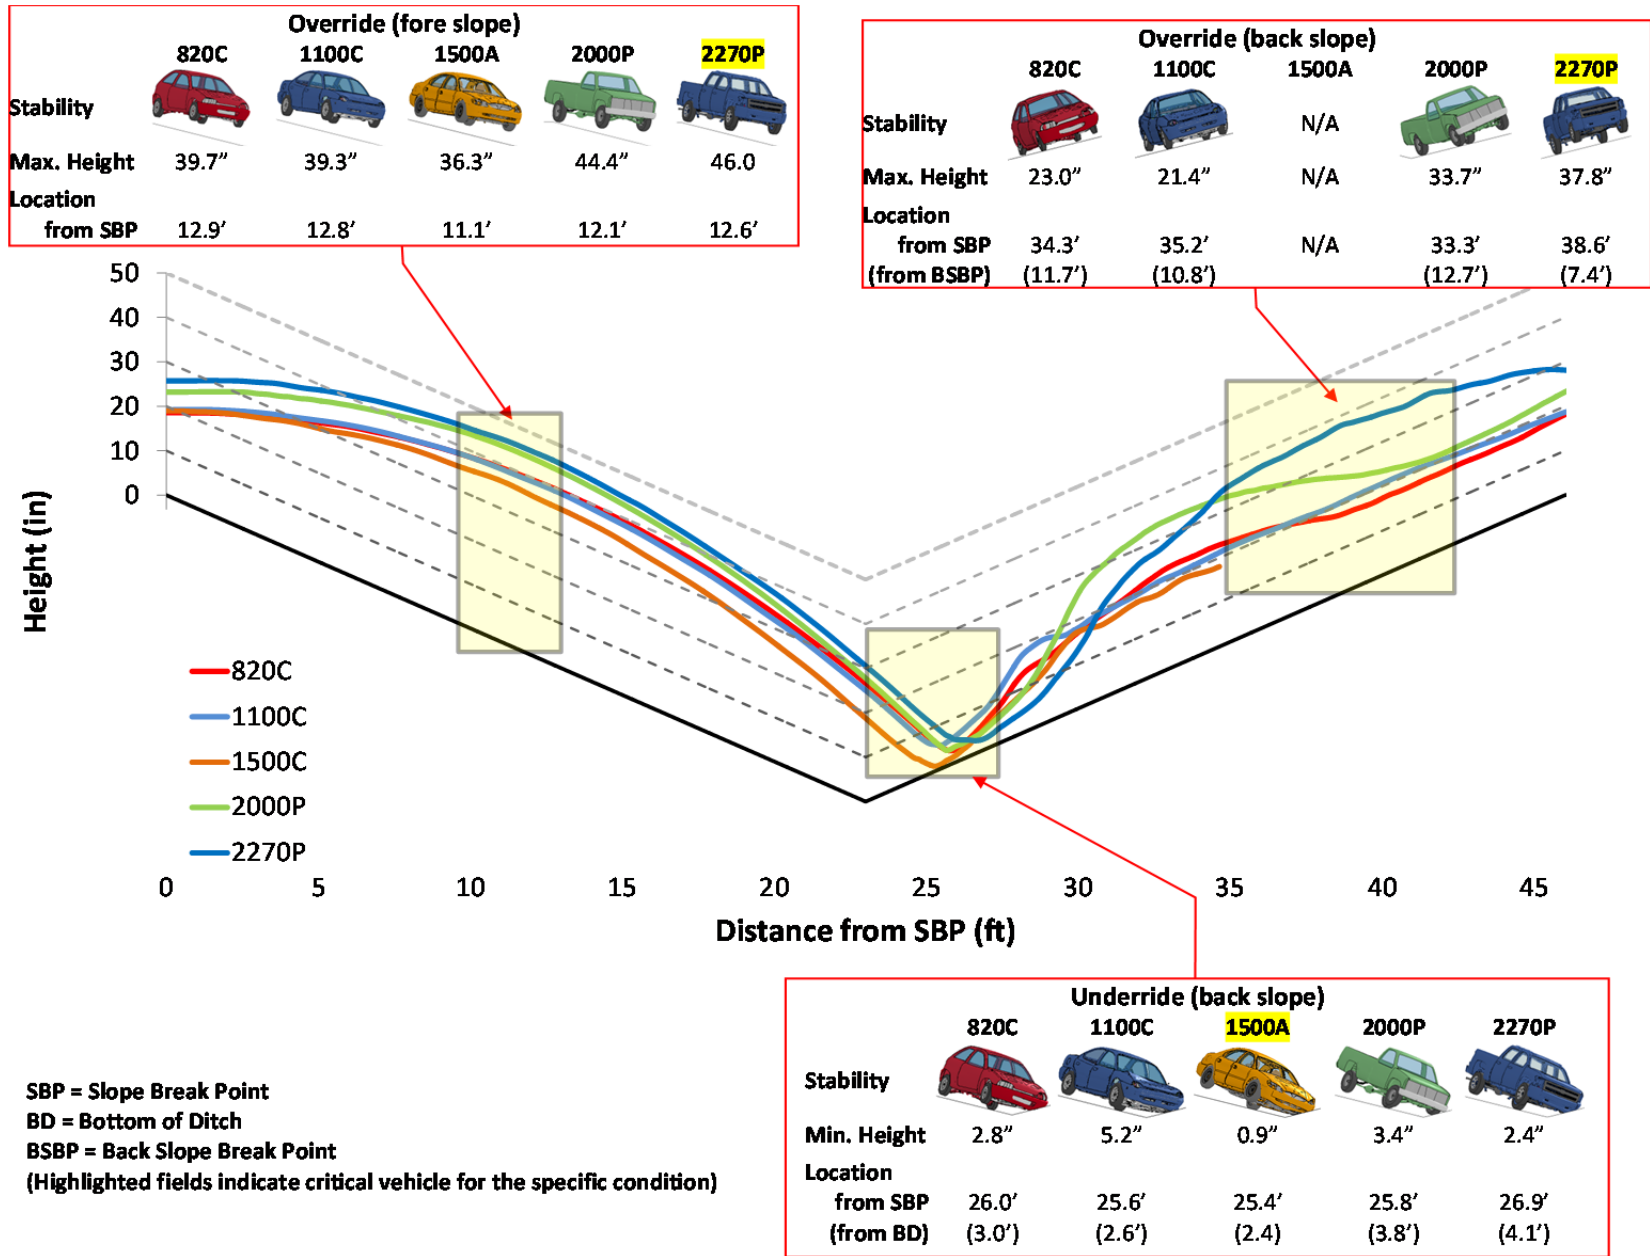 Override (fore slope)
820C 1100C 1500A 2000P 2270P
Stability
Max. Height 39.7” 39.3” 36.3” 44.4” 46.0
Location
from SBP 12.9’ 12.8’ 11.1’ 12.1’ 12.6’
Override (back slope)
820C 1100C 1500A 2000P 2270P
Stability N/A
Max. Height 23.0” 21.4” N/A 33.7” 37.8”
Location
from SBP 34.3’ 35.2’ N/A 33.3’ 38.6’
(from BSBP) (11.7’) (10.8’) (12.7’) (7.4’)
50
40
30
20
10
0
Height (in)
820C
1100C
1500C
2000P
2270P
0 5 10 15 20 25 30 35 40 45
Distance from SBP (ft)
Underride (back slope)
820C 1100C 1500A 2000P 2270P
Stability
Min. Height 2.8” 5.2” 0.9” 3.4” 2.4”
Location
from SBP 26.0’ 25.6’ 25.4’ 25.8’ 26.9’
(from BD) (3.0’) (2.6’) (2.4) (3.8’) (4.1’)
SBP = Slope Break Point
BD = Bottom of Ditch
BSBP = Back Slope Break Point
(Highlighted fields indicate critical vehicle for the specific condition)